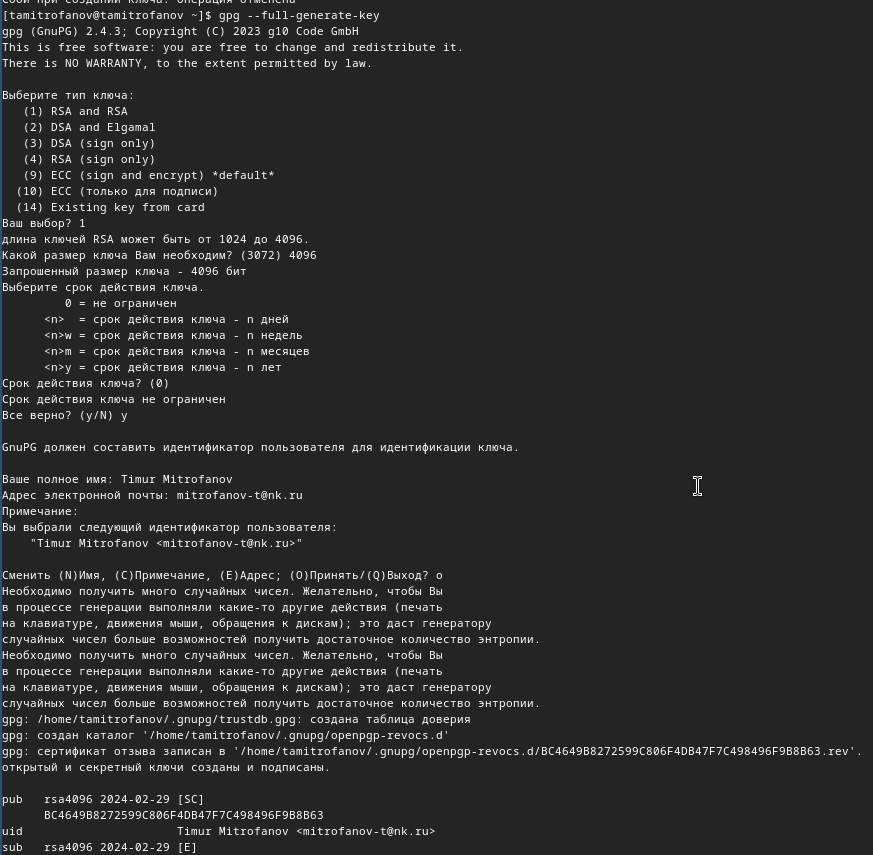 Сбой при создании ключа: Операция отменена
[tamitrofanov@tamitrofanov ~]$ gpg --full-generate-key
gpg (GnuPG) 2.4.3; Copyright (C) 2023 g10 Code GmbH
This is free software: you are free to change and redistribute it.
There is NO WARRANTY, to the extent permitted by law.
Выберите тип ключа:
(1) RSA and RSA
(2) DSA and Elgamal
(3) DSA (sign only)
(4) RSA (sign only)
(9) ECC (sign and encrypt) *default*
(10) ECC (только для подписи)
(14) Existing key from card
Ваш выбор? 1
длина ключей RSA может быть от 1024 до 4096.
Какой размер ключа Вам необходим? (3072) 4096
Запрошенный размер ключа - 4096 бит
Выберите срок действия ключа.
0 = не ограничен
<n>  = срок действия ключа - n дней
<n>w = срок действия ключа - n недель
<n>m = срок действия ключа - n месяцев
<n>y = срок действия ключа - n лет
Срок действия ключа? (0)
Срок действия ключа не ограничен
Все верно? (y/N) y
GnuPG должен составить идентификатор пользователя для идентификации ключа.
Ваше полное имя: Timur Mitrofanov
Адрес электронной почты: mitrofanov-t@nk.ru
Примечание:
Вы выбрали следующий идентификатор пользователя:
"Timur Mitrofanov <mitrofanov-t@nk.ru>"
Сменить (N)Имя, (C)Примечание, (E)Адрес; (O)Принять/(Q)Выход? o
Необходимо получить много случайных чисел. Желательно, чтобы Вы
в процессе генерации выполняли какие-то другие действия (печать
на клавиатуре, движения мыши, обращения к дискам); это даст генератору
случайных чисел больше возможностей получить достаточное количество энтропии.
Необходимо получить много случайных чисел. Желательно, чтобы Вы
в процессе генерации выполняли какие-то другие действия (печать
на клавиатуре, движения мыши, обращения к дискам); это даст генератору
случайных чисел больше возможностей получить достаточное количество энтропии.
gpg: /home/tamitrofanov/.gnupg/trustdb.gpg: создана таблица доверия
gpg: создан каталог '/home/tamitrofanov/.gnupg/openpgp-revocs.d'
gpg: сертификат отзыва записан в '/home/tamitrofanov/.gnupg/openpgp-revocs.d/BC4649B8272599C806F4DB47F7C498496F9B8B63.rev'.
открытый и секретный ключи созданы и подписаны.
pub   rsa4096 2024-02-29 [SC]
BC4649B8272599C806F4DB47F7C498496F9B8B63
uid                      Timur Mitrofanov <mitrofanov-t@nk.ru>
sub   rsa4096 2024-02-29 [E]